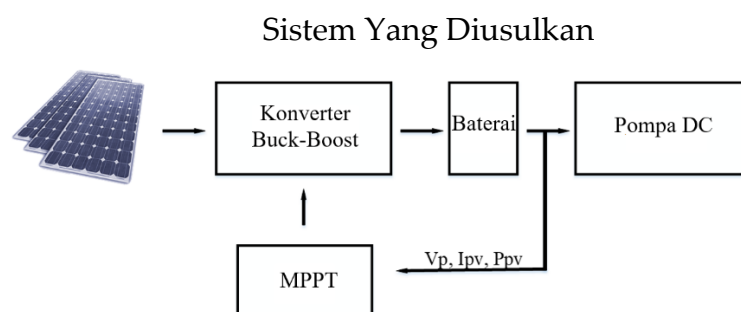 Sistem Yang Diusulkan
Konverter
Buck-Boost
Baterai
Pompa DC
Vp, Ipv, Ppv
MPPT